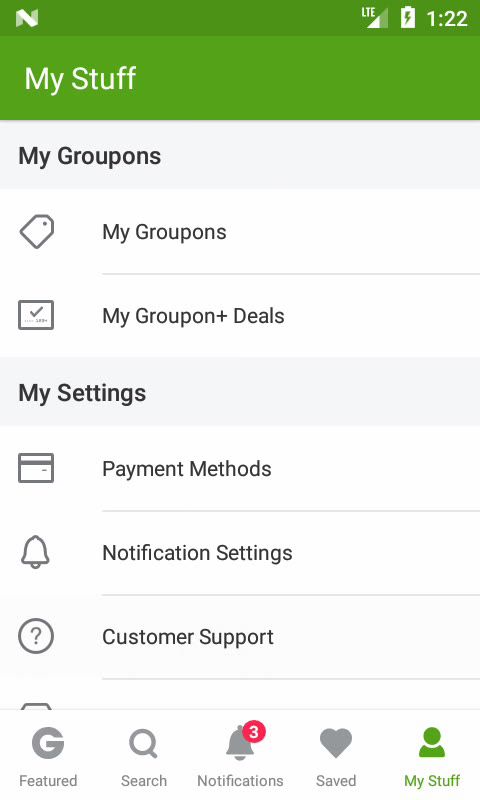 LTE 1:22
My Stuff
My Groupons
My Groupons
My Groupon+ Deals
My Settings
Payment Methods
Notification Settings
?
Customer Support
G
3
Featured
Search
Notifications
Saved
My Stuff